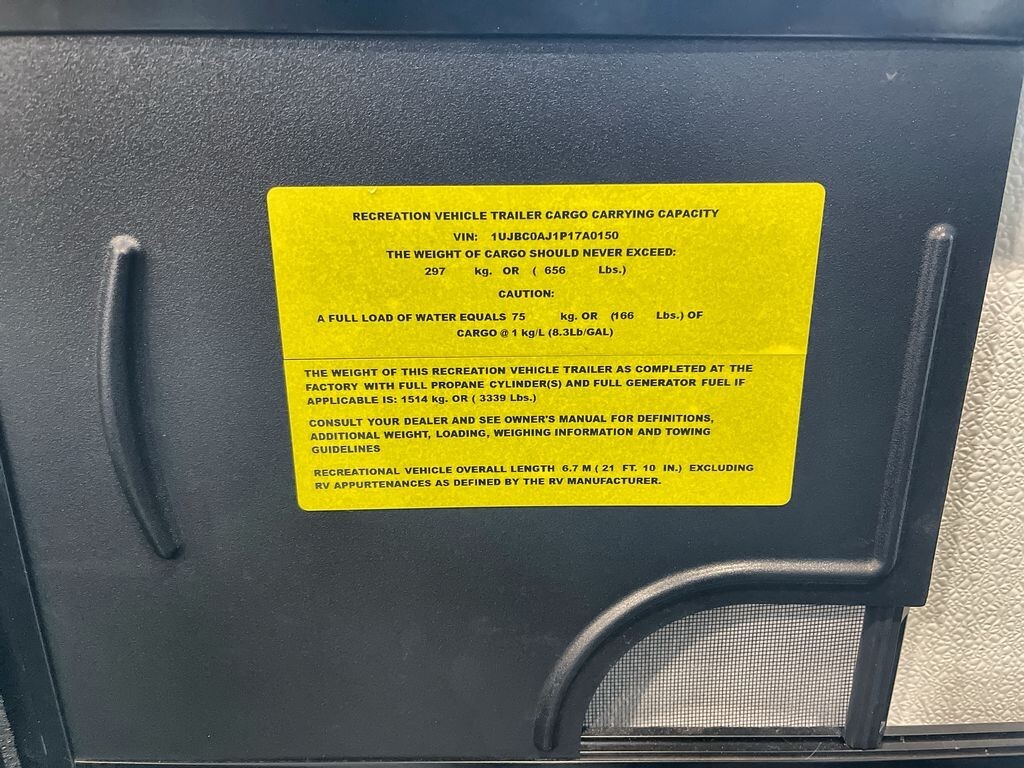 RECREATION VEHICLE TRAILER CARGO CARRYING CAPACITY
VIN: 1UJBC0AJ1P17A0150
THE WEIGHT OF CARGO SHOULD NEVER EXCEED:
297 kg. OR ( 656 Lbs.)
CAUTION:
A FULL LOAD OF WATER EQUALS 75 kg. OR (166 Lbs.) OF
CARGO @ 1 kg/L (8.3Lb/GAL)
THE WEIGHT OF THIS RECREATION VEHICLE TRAILER AS COMPLETED AT THE
FACTORY WITH FULL PROPANE CYLINDER(S) AND FULL GENERATOR FUEL IF
APPLICABLE IS: 1514 kg. OR ( 3339 Lbs.)
CONSULT YOUR DEALER AND SEE OWNER'S MANUAL FOR DEFINITIONS,
ADDITIONAL WEIGHT, LOADING, WEIGHING INFORMATION AND TOWING
GUIDELINES
RECREATIONAL VEHICLE OVERALL LENGTH 6.7 M ( 21 FT. 10 IN.) EXCLUDING
RV APPURTENANCES AS DEFINED BY THE RV MANUFACTURER.